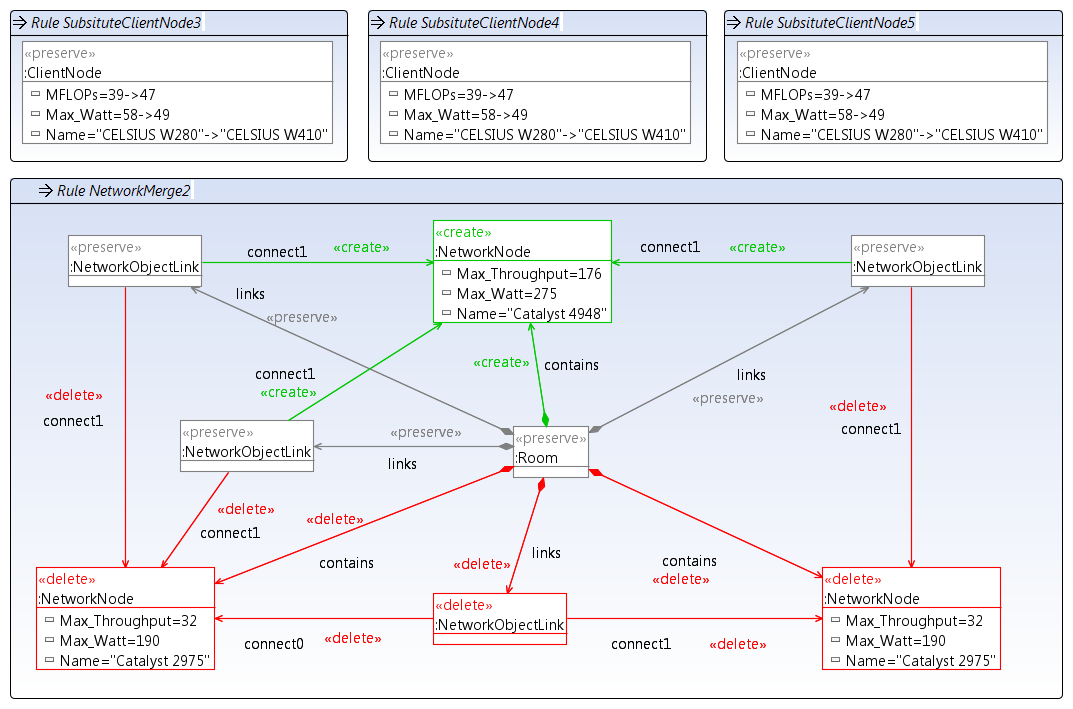 Rule SubsituteClientNode3
«preserve»
:ClientNode
MFLOPs=39->47
Max_Watt=58->49
Name="CELSIUS W280"->"CELSIUS W410"
Rule SubsituteClientNode4
«preserve»
:ClientNode
MFLOPs=39->47
Max_Watt=58->49
Name="CELSIUS W280"->"CELSIUS W410"
Rule SubsituteClientNode5
«preserve»
:ClientNode
MFLOPs=39->47
Max_Watt=58->49
Name="CELSIUS W280"->"CELSIUS W410"
Rule NetworkMerge2
«preserve»
:NetworkObjectLink
connect1
«create»
«create»
:NetworkNode
Max_Throughput=176
Max_Watt=275
Name="Catalyst 4948"
connect1
«create»
«preserve»
:NetworkObjectLink
links
«preserve»
connect1
«create»
«create»
contains
links
«preserve»
«delete»
connect1
«delete»
connect1
«preserve»
:NetworkObjectLink
«preserve»
links
«preserve»
:Room
«delete»
connect1
«delete»
contains
«delete»
links
contains
«delete»
«delete»
:NetworkNode
Max_Throughput=32
Max_Watt=190
Name="Catalyst 2975"
connect0
«delete»
«delete»
:NetworkObjectLink
connect1
«delete»
«delete»
:NetworkNode
Max_Throughput=32
Max_Watt=190
Name="Catalyst 2975"